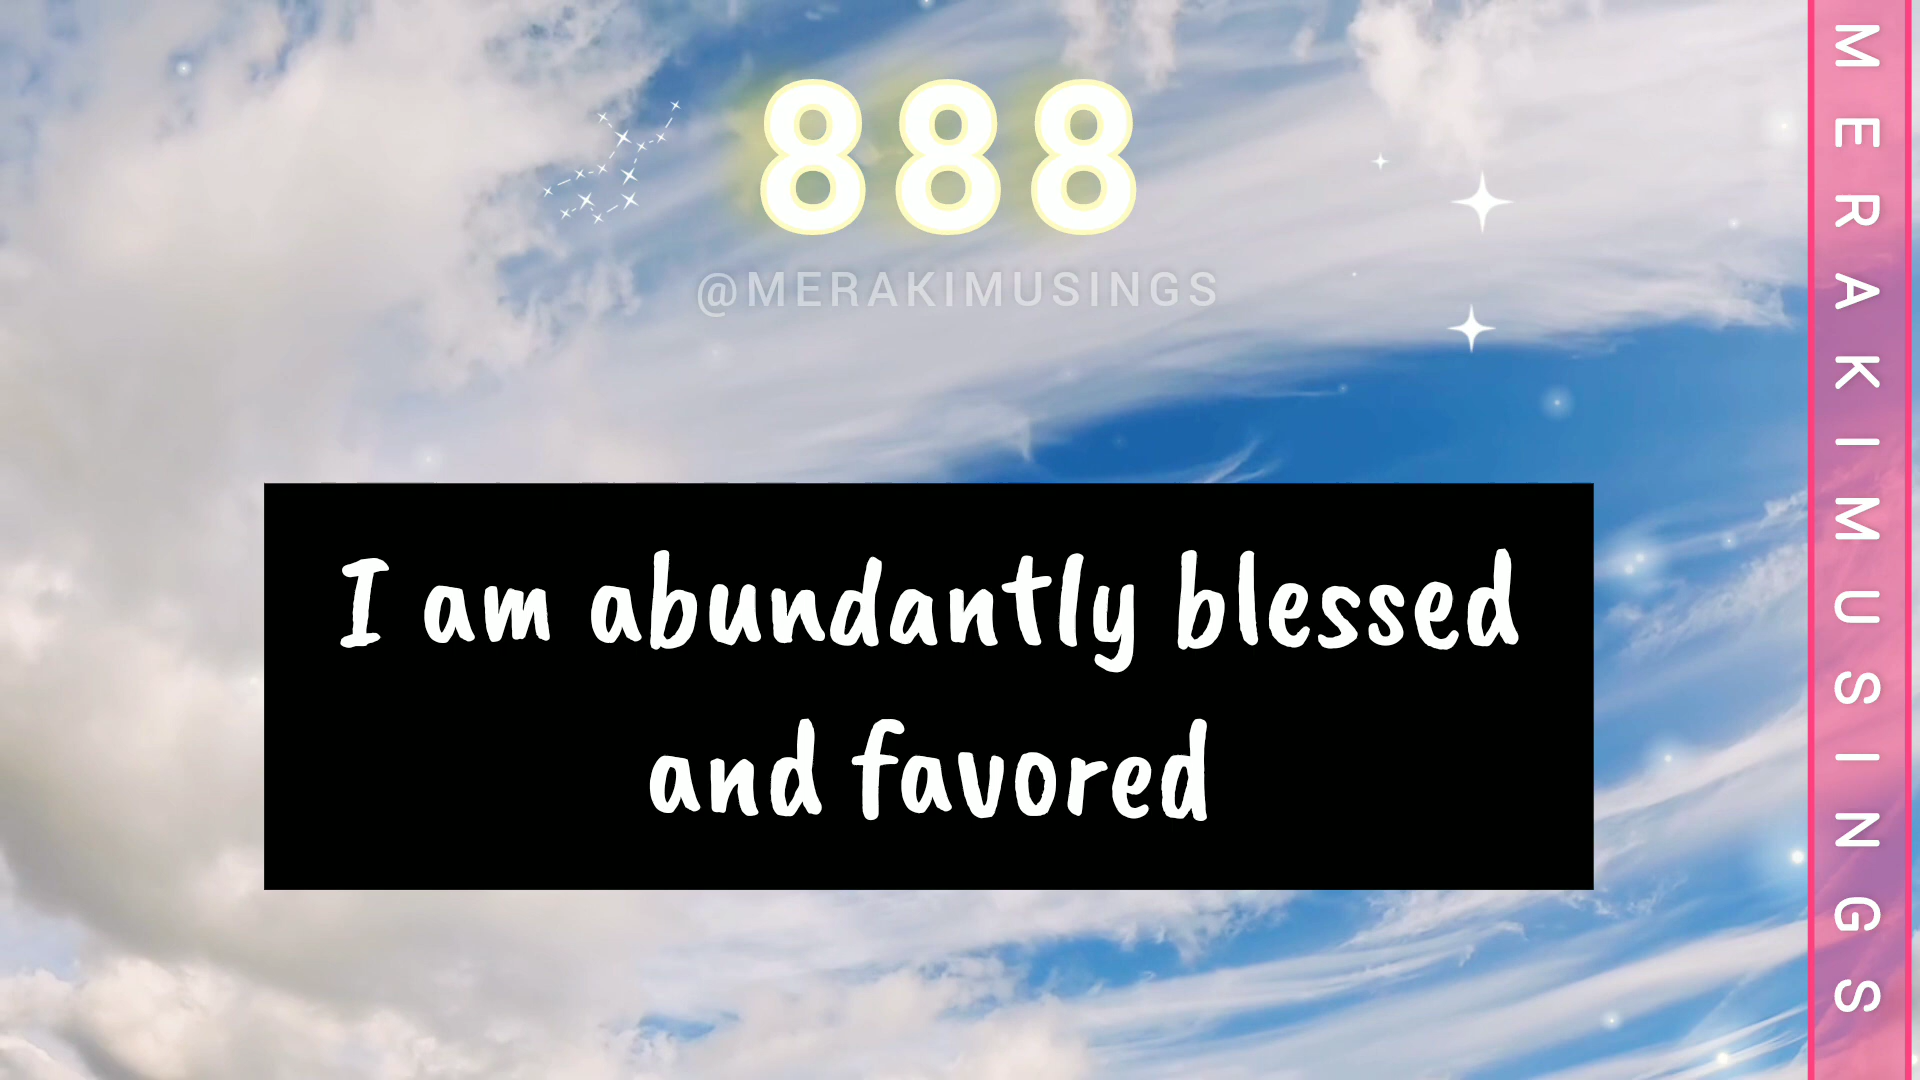 888
@MERAKIMUSINGS
I am abundantly blessed
and favored
MERAKIMUSINGS